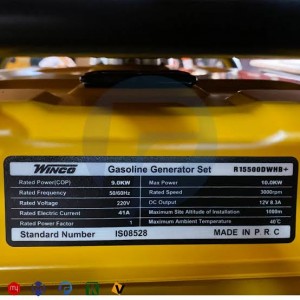 WINCO Gasoline Generator Set R15500DWHB+
Rated Power(COP) 9.0KW Max Power 10.0KW
Rated Frequency 50/60Hz Rated Speed 3600rpm
Rated Voltage 220V DC Output 12V 8.3A
Rated Electric Current 41A Maximum Site Altitude of Installation 1000m
Rated Power Factor 1 Maximum Ambient Temperature 40°C
Standard Number IS08528 MADE IN P.R.C